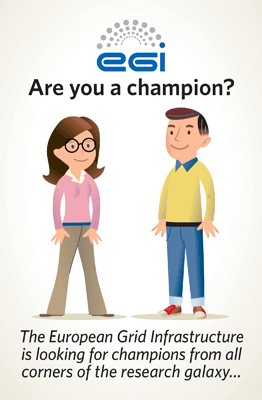 egi
Are you a champion?
The European Grid Infrastructure
is looking for champions from all
corners of the research galaxy...